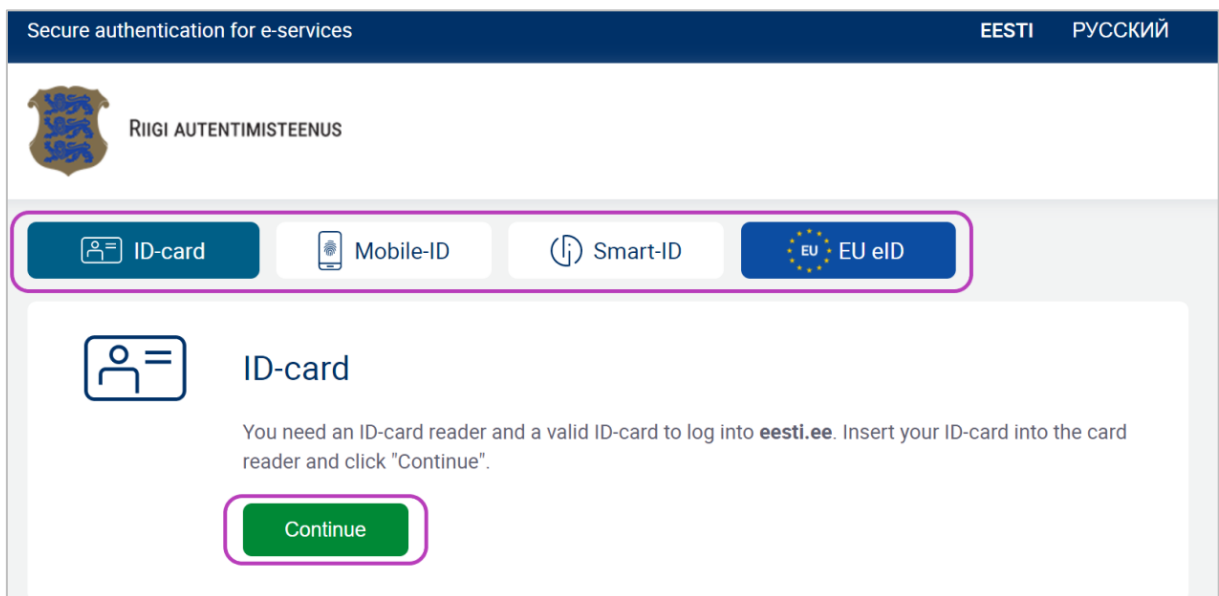 Secure authentication for e-services
EESTI РУССКИЙ
RIIGI AUTENTIMISTEENUS
ID-card
Mobile-ID
Smart-ID
EU EU eID
ID-card
You need an ID-card reader and a valid ID-card to log into eesti.ee. Insert your ID-card into the card
reader and click "Continue".
Continue